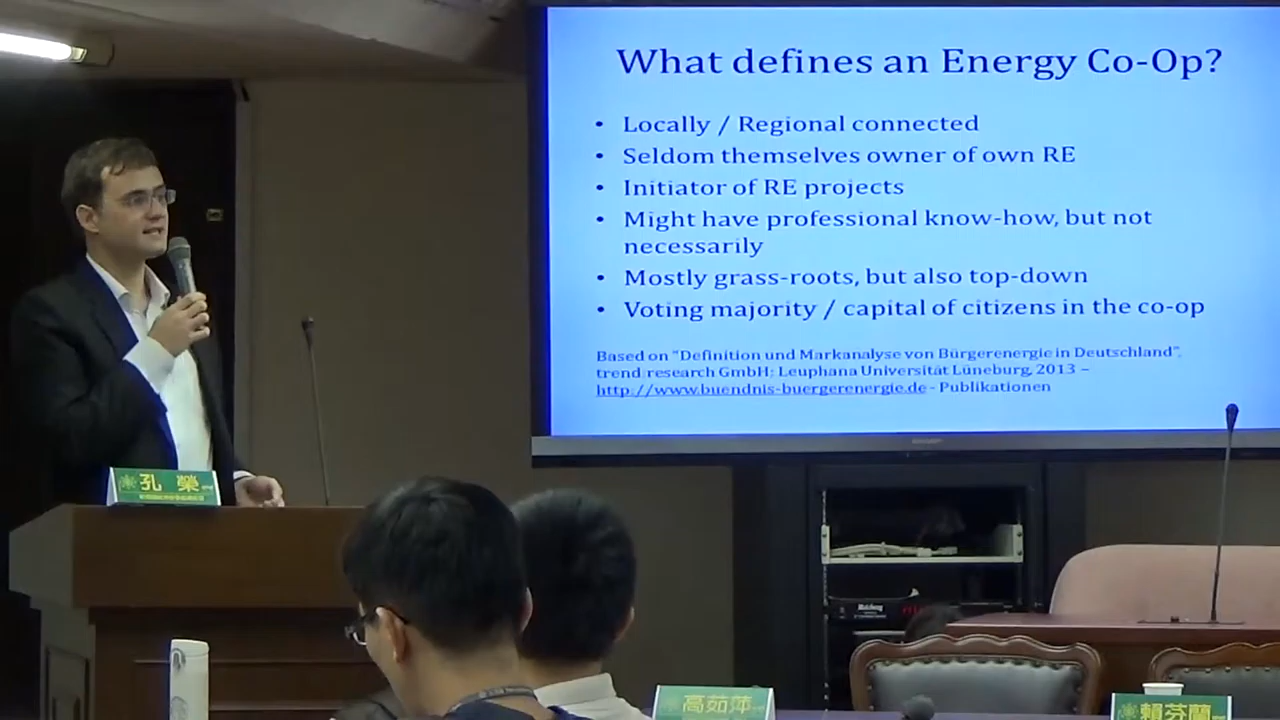 What defines an Energy Co-Op?
• Locally / Regional connected
• Seldom themselves owner of own RE
• Initiator of RE projects
• Might have professional know-how, but not
necessarily
• Mostly grass-roots, but also top-down
• Voting majority / capital of citizens in the co-op
Based on "Definition und Markanalyse von Bürgerenergie in Deutschland",
trend:research GmbH; Leuphana Universität Lüneburg, 2013 –
http://www.buendnis-buergerenergie.de - Publikationen
孔 榮
高茹萍
賴芬蘭